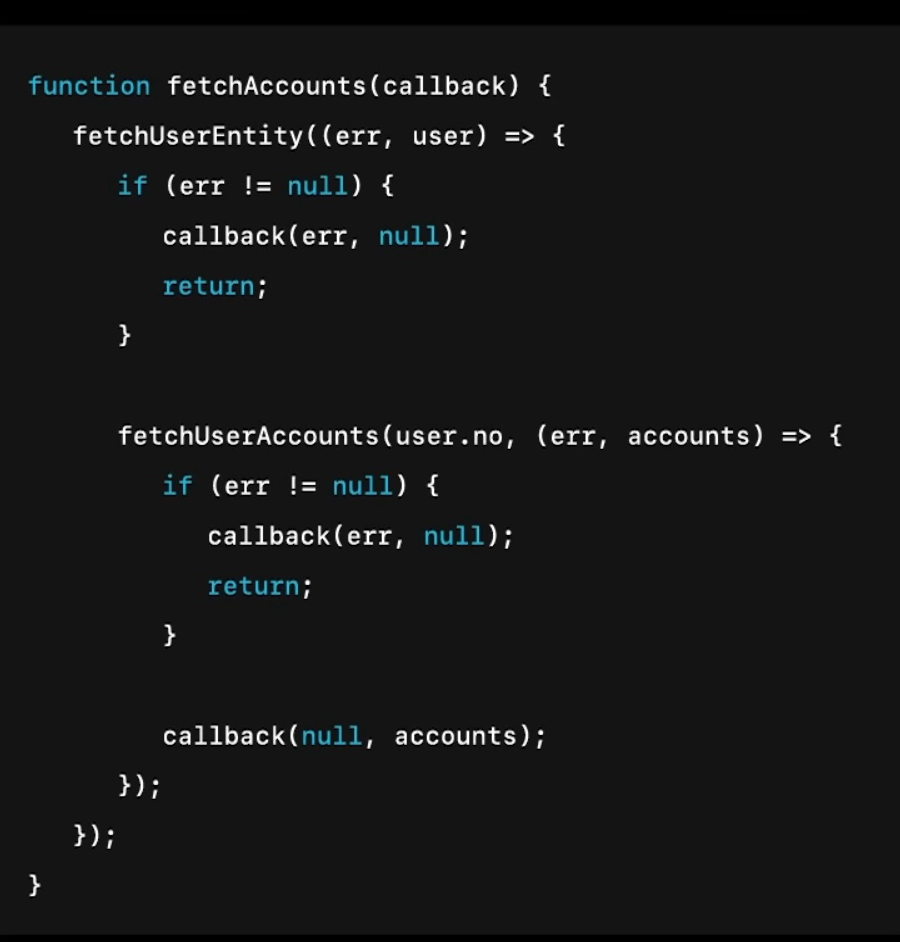 function fetchAccounts(callback) {
   fetchUserEntity((err, user) => {
      if (err != null) {
         callback(err, null);
         return;
      }

      fetchUserAccounts(user.no, (err, accounts) => {
         if (err != null) {
            callback(err, null);
            return;
         }

         callback(null, accounts);
      });
   });
}